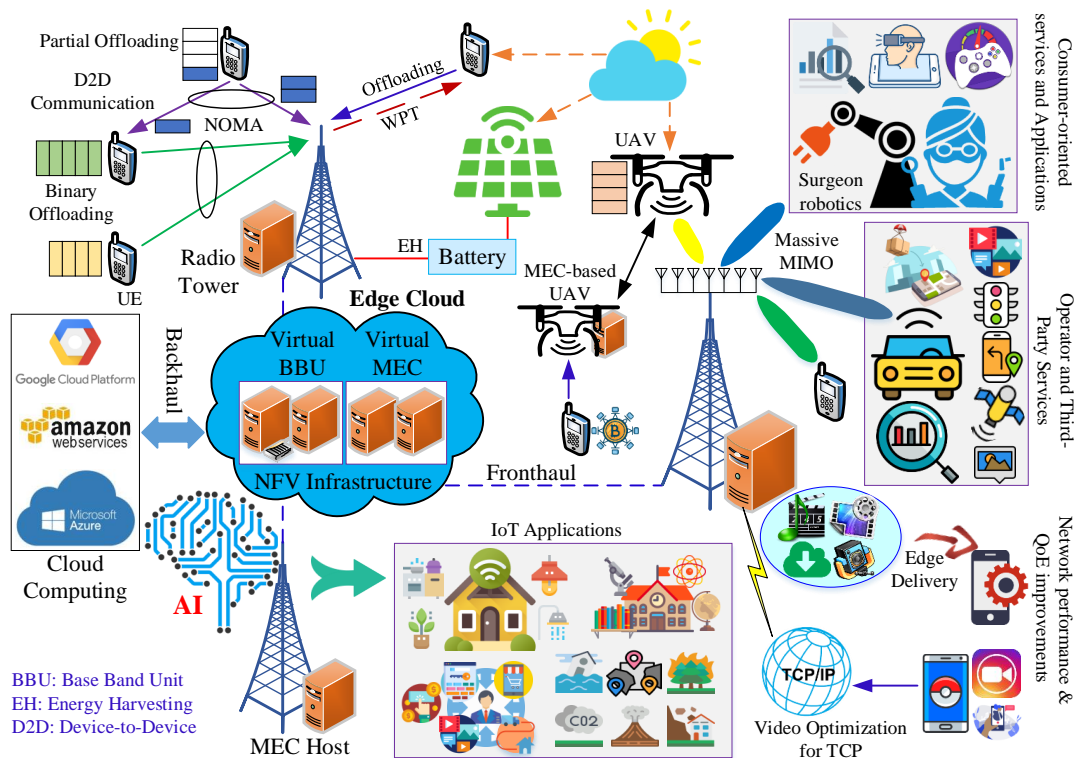 Partial Offloading
D2D
Communication
NOMA
Binary
Offloading
UE
Offloading
WPT
Radio
Tower
EH
Battery
UAV
MEC-based
UAV
Massive
MIMO
Surgeon
robotics
Consumer-oriented
services and Applications
Operator and Third-
Party Services
Network performance &
QoE improvements
Edge Cloud
Virtual
BBU
Virtual
MEC
NFV Infrastructure
Backhaul
Fronthaul
Google Cloud Platform
amazon
webservices
Microsoft
Azure
Cloud
Computing
AI
B
IoT Applications
CO2
Edge
Delivery
TCP/IP
Video Optimization
for TCP
MEC Host
BBU: Base Band Unit
EH: Energy Harvesting
D2D: Device-to-Device